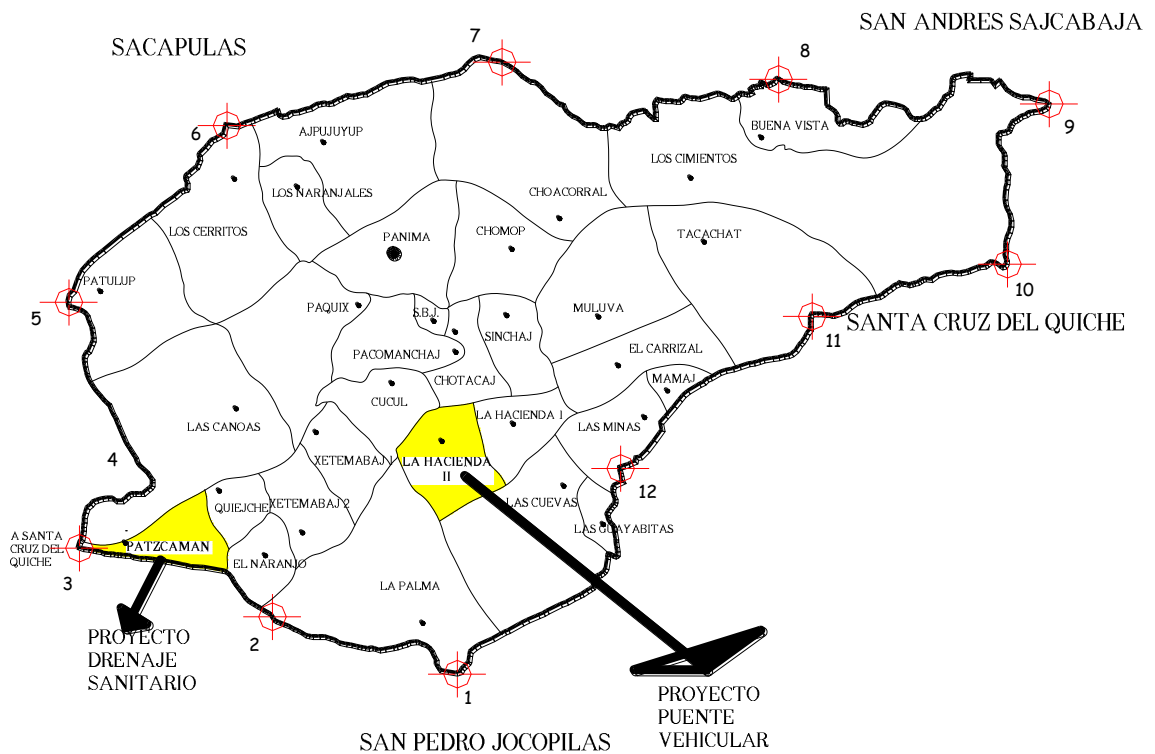 SAN ANDRES SAJCABAJA
SACAPULAS
7
8
9
6
AJPUJUYUP
BUENA VISTA
LOS CIMIENTOS
LOS NARANJALES
CHOACORRAL
LOS CERRITOS
PANIMA
CHOMOP
TACACHAT
PATULUP
10
5
PAQUIX
S.B.J.
MULUVA
SANTA CRUZ DEL QUICHE
11
SINCHAJ
PACOMANCHAJ
EL CARRIZAL
CHOTACAJ
MAMAJ
CUCUL
LA HACIENDA I
LAS CANOAS
LAS MINAS
4
XETEMABAJ 1
LA HACIENDA
II
12
QUIEJCHE
XETEMABAJ 2
LAS CUEVAS
LAS GUAYABITAS
A SANTA
CRUZ DEL
QUICHE
PATZCAMAN
EL NARANJO
3
LA PALMA
2
PROYECTO
DRENAJE
SANITARIO
1
PROYECTO
PUENTE
VEHICULAR
SAN PEDRO JOCOPILAS